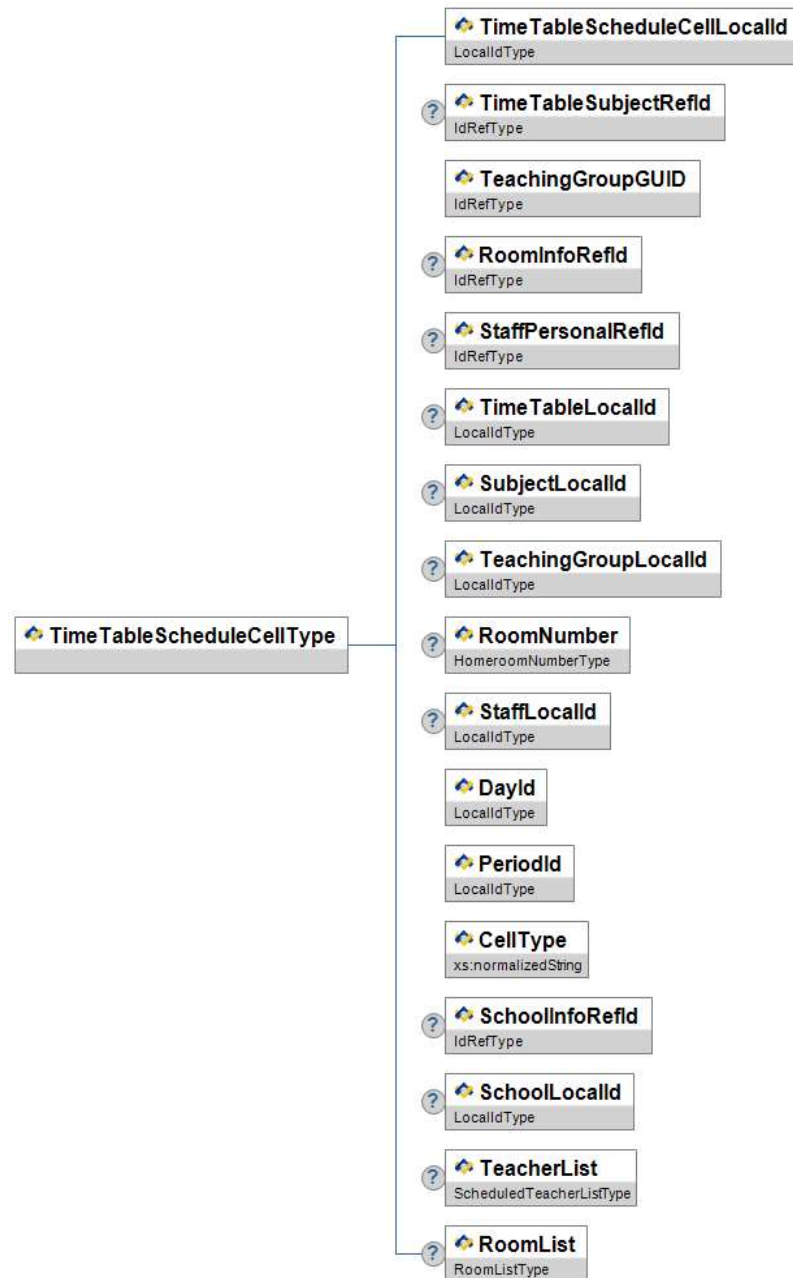 TimeTableScheduleCellLocalId
LocalIdType
?
TimeTableSubjectRefId
IdRefType
TeachingGroupGUID
IdRefType
?
RoomInfoRefId
IdRefType
?
StaffPersonalRefId
IdRefType
?
TimeTableLocalId
LocalIdType
?
SubjectLocalId
LocalIdType
?
TeachingGroupLocalId
LocalIdType
TimeTableScheduleCellType
?
RoomNumber
HomeroomNumberType
?
StaffLocalId
LocalIdType
DayId
LocalIdType
PeriodId
LocalIdType
CellType
xs:normalizedString
?
SchoolInfoRefId
IdRefType
?
SchoolLocalId
LocalIdType
?
TeacherList
ScheduledTeacherListType
?
RoomList
RoomListType